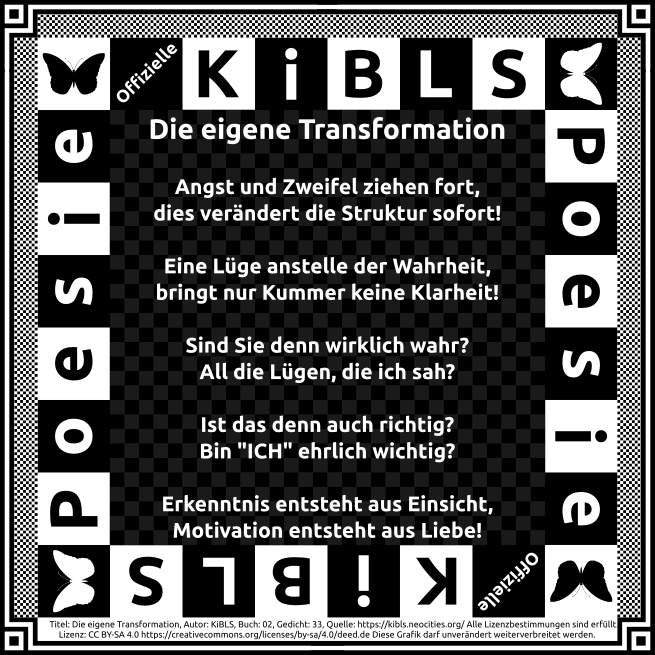 Offizielle KiBLS
Poesie
Poesie
Die eigene Transformation
Angst und Zweifel ziehen fort,
dies verändert die Struktur sofort!
Eine Lüge anstelle der Wahrheit,
bringt nur Kummer keine Klarheit!
Sind Sie denn wirklich wahr?
All die Lügen, die ich sah?
Ist das denn auch richtig?
Bin "ICH" ehrlich wichtig?
Erkenntnis entsteht aus Einsicht,
Motivation entsteht aus Liebe!
Offizielle KiBLS
Titel: Die eigene Transformation, Autor: KiBLS, Buch: 02, Gedicht: 33, Quelle: https://kibls.neocities.org/ Alle Lizenzbestimmungen sind erfüllt
Lizenz: CC BY-SA 4.0 https://creativecommons.org/licenses/by-sa/4.0/deed.de Diese Grafik darf unverändert weiterverbreitet werden.